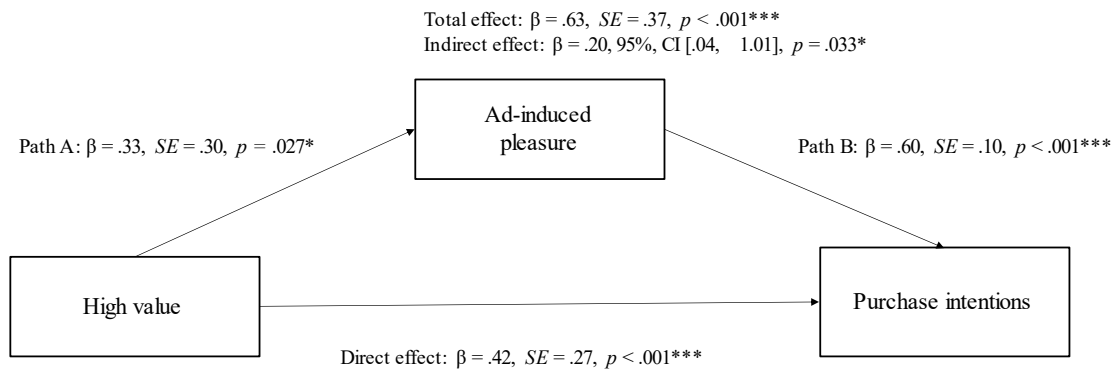 Total effect: β = .63, SE = .37, p < .001***
Indirect effect: β = .20, 95%, CI [.04, 1.01], p = .033*
Ad-induced
pleasure
Path A: β = .33, SE = .30, p = .027*
Path B: β = .60, SE = .10, p < .001***
High value
Purchase intentions
Direct effect: β = .42, SE = .27, p < .001***